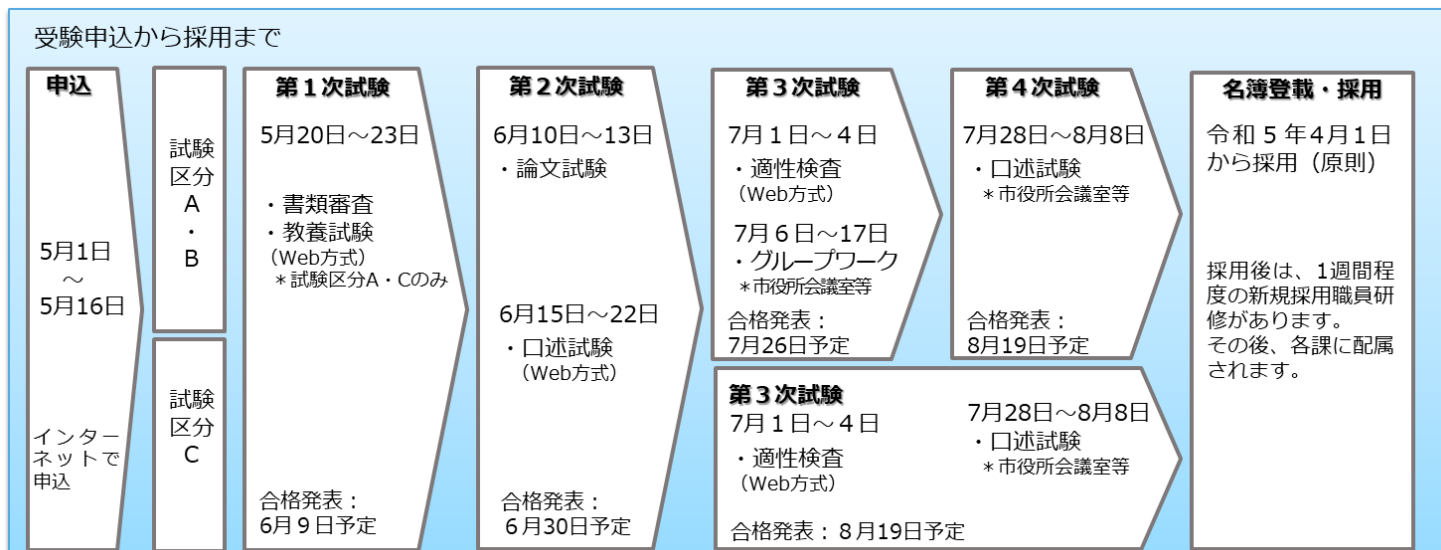 受験申込から採用まで
申込
5月1日
～
5月16日
インター
ネットで
申込
試験
区分
A
・
B
試験
区分
C
第１次試験
5月20日～23日
・書類審査
・教養試験
（Web方式）
＊試験区分A・Cのみ
合格発表：
6月９日予定
第２次試験
6月10日～13日
・論文試験
6月15日～22日
・口述試験
（Web方式）
合格発表：
６月30日予定
第３次試験
7月１日～４日
・適性検査
（Web方式）
7月６日～17日
・グループワーク
＊市役所会議室等
合格発表：
7月26日予定
第４次試験
7月28日～8月8日
・口述試験
＊市役所会議室等
合格発表：
8月19日予定
第３次試験
7月１日～４日
・適性検査
（Web方式）
7月28日～8月8日
・口述試験
＊市役所会議室等
合格発表：８月19日予定
名簿登載・採用
令和５年4月1日
から採用（原則）
採用後は、1週間程
度の新規採用職員研
修があります。
その後、各課に配属
されます。